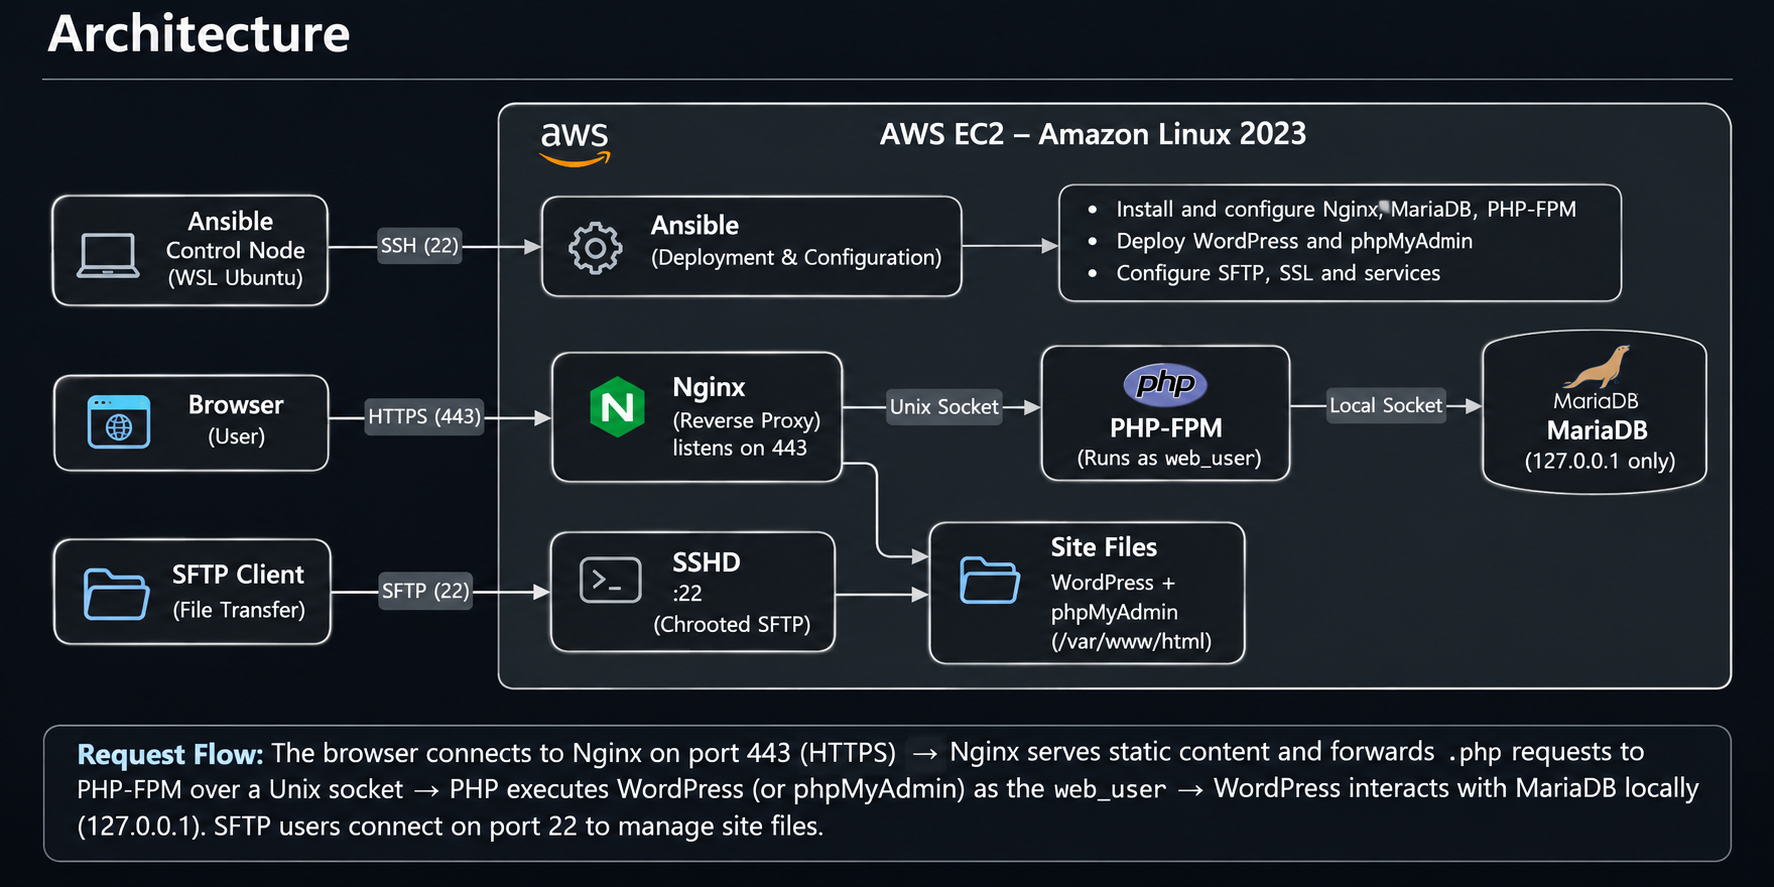 Architecture
aws
AWS EC2 – Amazon Linux 2023
Ansible
Control Node
(WSL Ubuntu)
SSH (22)
Ansible
(Deployment & Configuration)
• Install and configure Nginx, MariaDB, PHP-FPM
• Deploy WordPress and phpMyAdmin
• Configure SFTP, SSL and services
Browser
(User)
HTTPS (443)
N
Nginx
(Reverse Proxy)
listens on 443
Unix Socket
php
PHP-FPM
(Runs as web_user)
Local Socket
MariaDB
MariaDB
(127.0.0.1 only)
SFTP Client
(File Transfer)
SFTP (22)
>_
SSHD
:22
(Chrooted SFTP)
Site Files
WordPress +
phpMyAdmin
(/var/www/html)
Request Flow: The browser connects to Nginx on port 443 (HTTPS) → Nginx serves static content and forwards .php requests to
PHP-FPM over a Unix socket → PHP executes WordPress (or phpMyAdmin) as the web_user → WordPress interacts with MariaDB locally
(127.0.0.1). SFTP users connect on port 22 to manage site files.